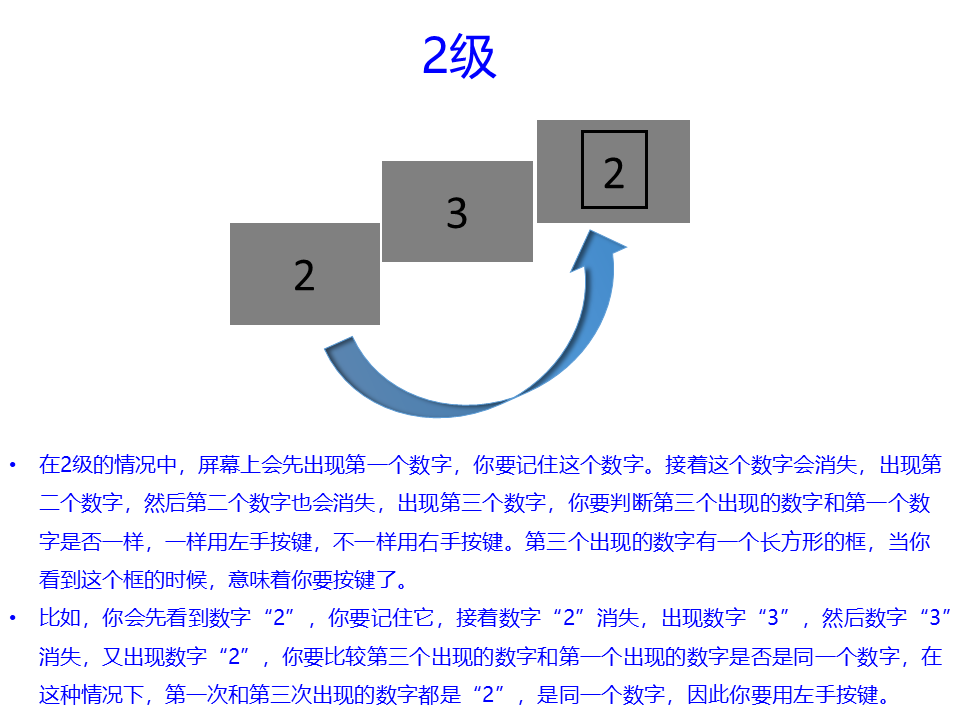 2级
2
3
2
• 在2级的情况中，屏幕上会先出现第一个数字，你要记住这个数字。接着这个数字会消失，出现第
二个数字，然后第二个数字也会消失，出现第三个数字，你要判断第三个出现的数字和第一个数
字是否一样，一样用左手按键，不一样用右手按键。第三个出现的数字有一个长方形的框，当你
看到这个框的时候，意味着你要按键了。
• 比如，你会先看到数字“2”，你要记住它，接着数字“2”消失，出现数字“3”，然后数字“3”
消失，又出现数字“2”，你要比较第三个出现的数字和第一个出现的数字是否是同一个数字，在
这种情况下，第一次和第三次出现的数字都是“2”，是同一个数字，因此你要用左手按键。